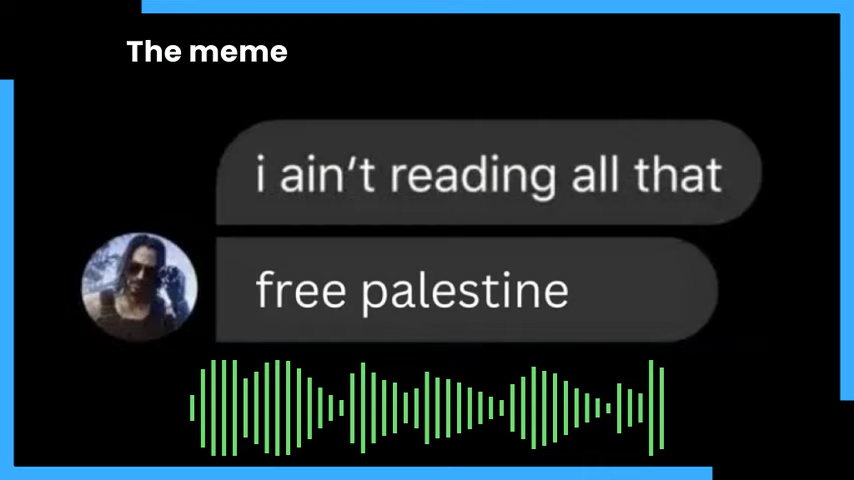 The meme
i ain’t reading all that
free palestine